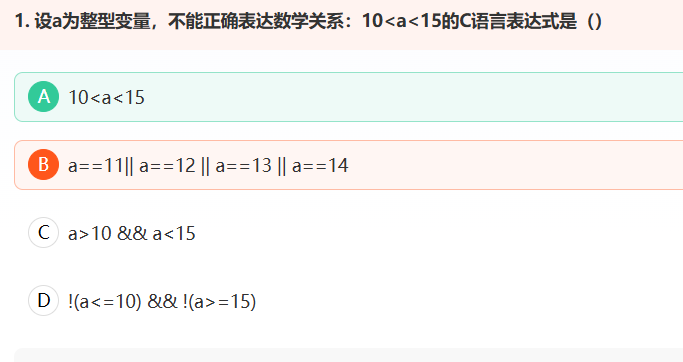 1. 设a为整型变量，不能正确表达数学关系：10<a<15的C语言表达式是（）
A 10<a<15
B a==11|| a==12 || a==13 || a==14
C a>10 && a<15
D !(a<=10) && !(a>=15)